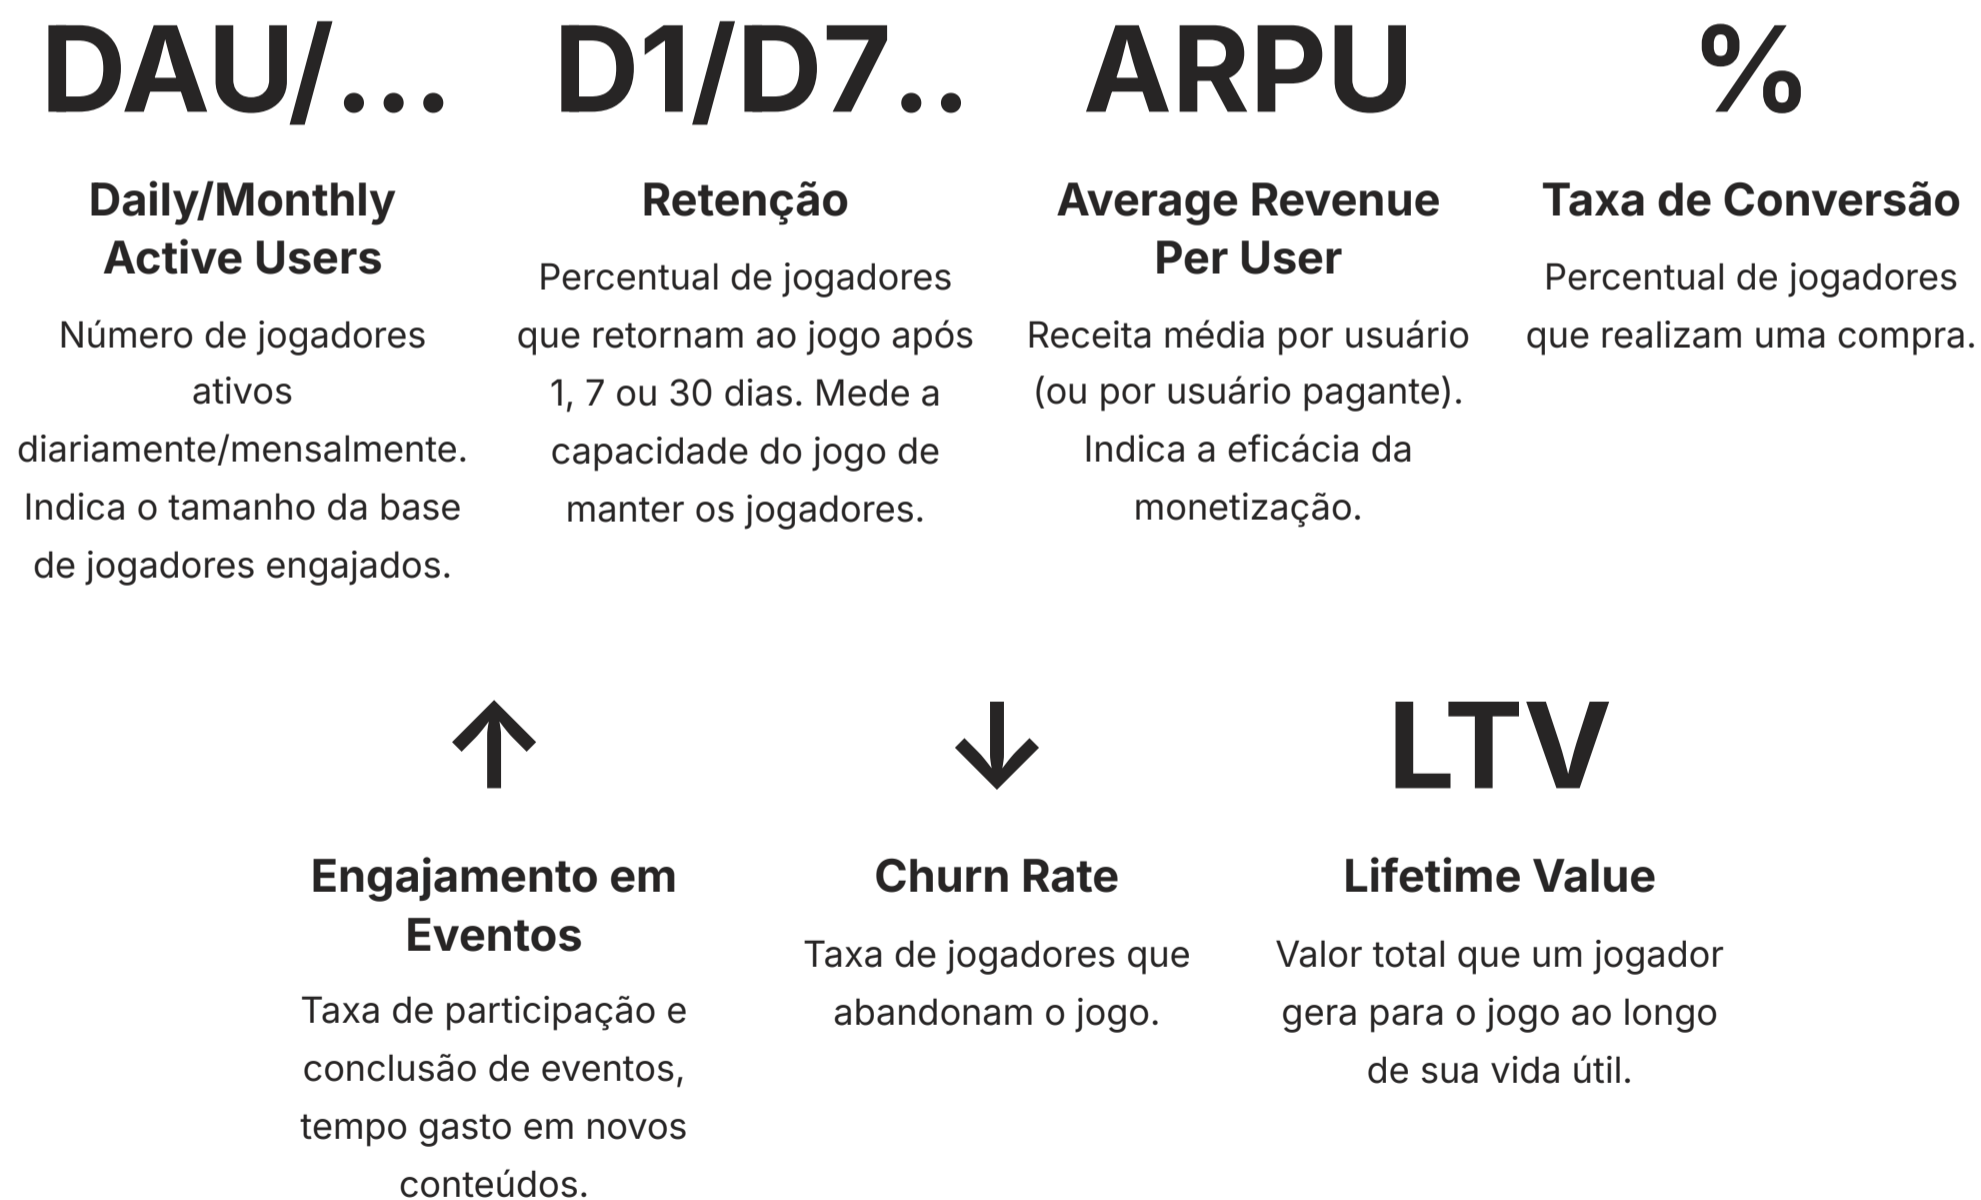 DAU/...
Daily/Monthly
Active Users
Número de jogadores
ativos
diariamente/mensalmente.
Indica o tamanho da base
de jogadores engajados.
D1/D7..
Retenção
Percentual de jogadores
que retornam ao jogo após
1, 7 ou 30 dias. Mede a
capacidade do jogo de
manter os jogadores.
ARPU
Average Revenue
Per User
Receita média por usuário
(ou por usuário pagante).
Indica a eficácia da
monetização.
%
Taxa de Conversão
Percentual de jogadores
que realizam uma compra.
↑
Engajamento em
Eventos
Taxa de participação e
conclusão de eventos,
tempo gasto em novos
conteúdos.
↓
Churn Rate
Taxa de jogadores que
abandonam o jogo.
LTV
Lifetime Value
Valor total que um jogador
gera para o jogo ao longo
de sua vida útil.